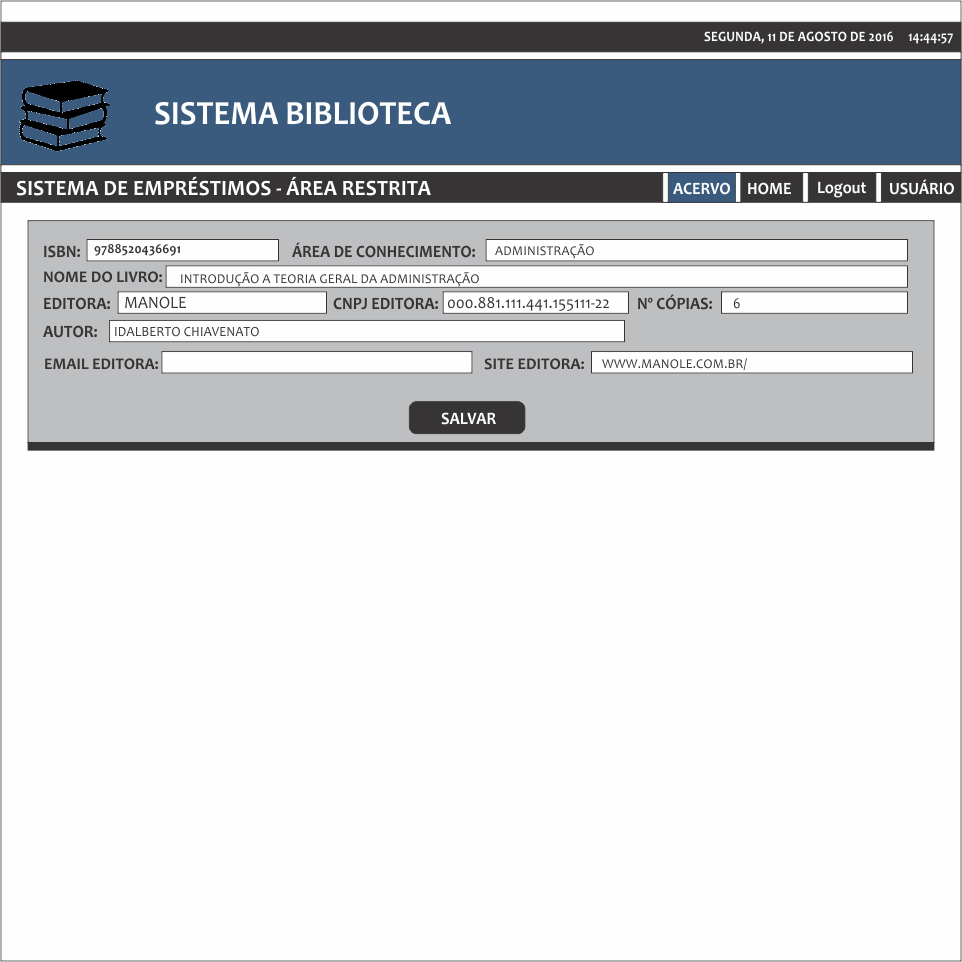 SEGUNDA, 11 DE AGOSTO DE 2016 14:44:57
SISTEMA BIBLIOTECA
SISTEMA DE EMPRÉSTIMOS - ÁREA RESTRITA ACERVO HOME Logout USUÁRIO
ISBN: 9788520436691 ÁREA DE CONHECIMENTO: ADMINISTRAÇÃO
NOME DO LIVRO: INTRODUÇÃO A TEORIA GERAL DA ADMINISTRAÇÃO
EDITORA: MANOLE CNPJ EDITORA: 000.881.111.441.155111-22 Nº CÓPIAS: 6
AUTOR: IDALBERTO CHIAVENATO
EMAIL EDITORA: SITE EDITORA: WWW.MANOLE.COM.BR/
SALVAR